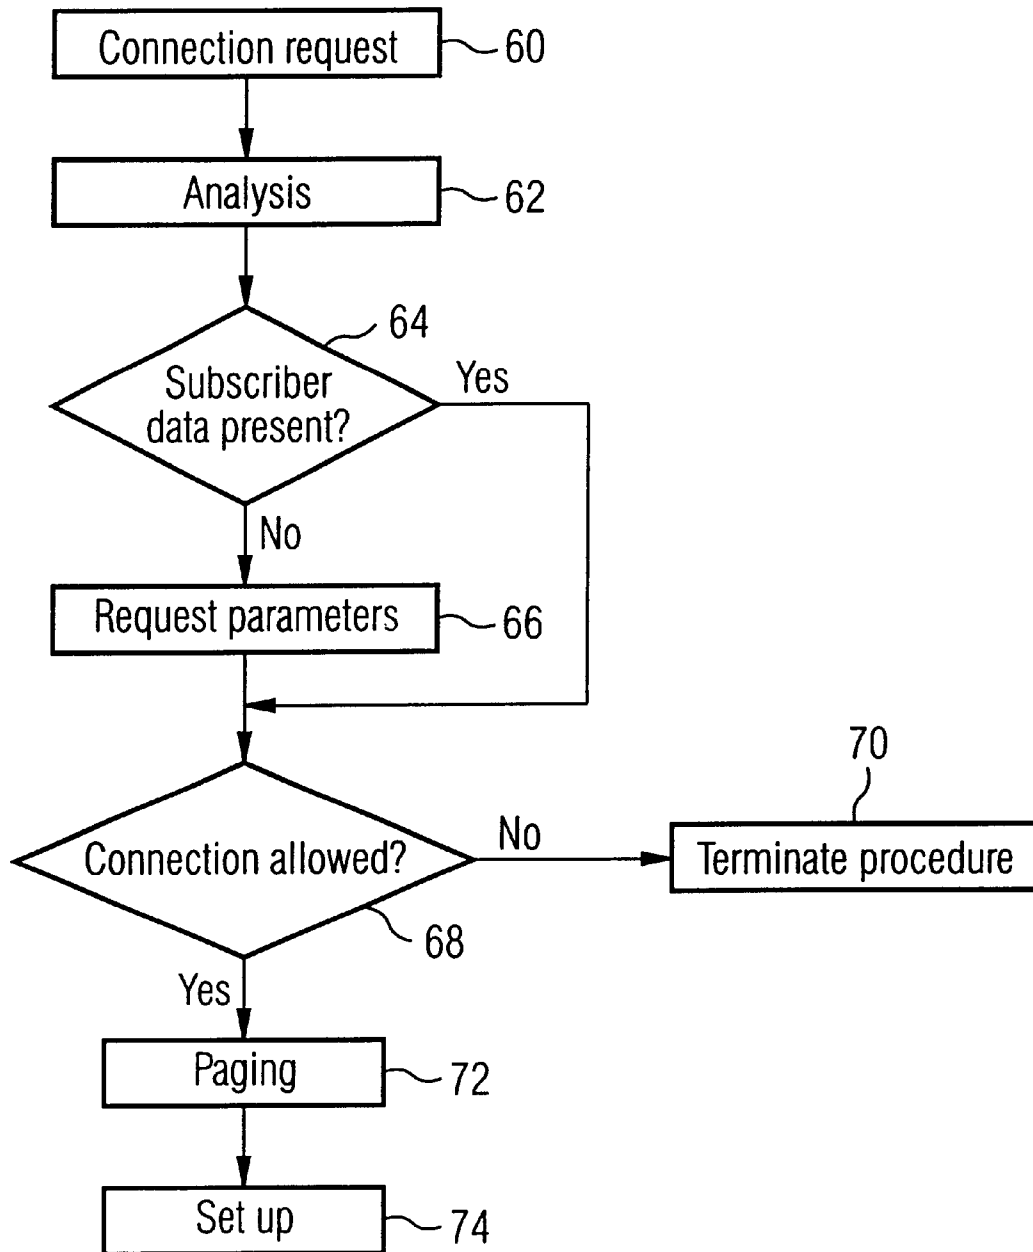 Connection request
60
Analysis
62
64
Subscriber
data present?
Yes
No
Request parameters
66
70
Connection allowed?
No
Terminate procedure
68
Yes
Paging
72
Set up
74